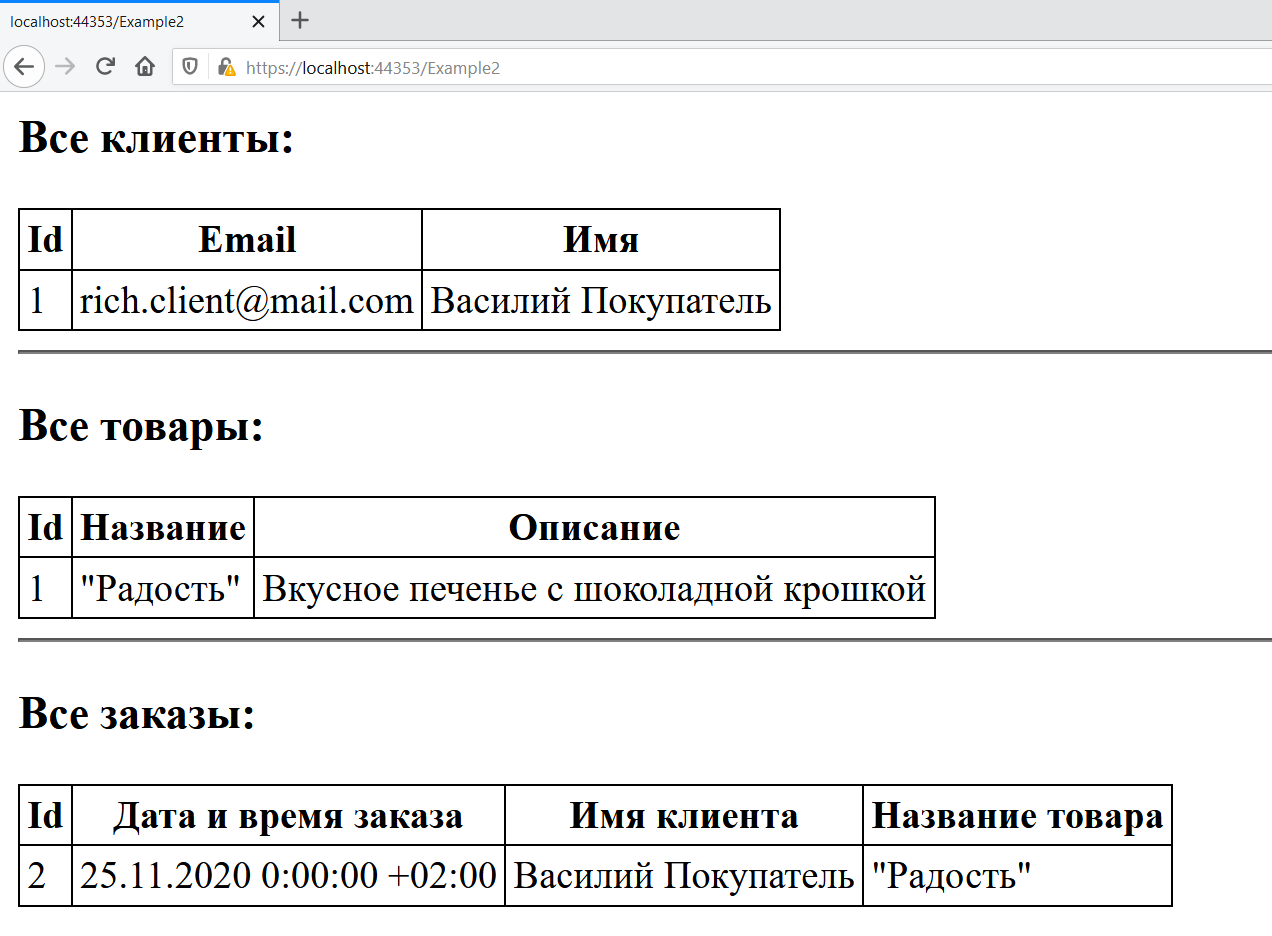 localhost:44353/Example2
https://localhost:44353/Example2
Все клиенты:
Id Email Имя
1 rich.client@mail.com Василий Покупатель
Все товары:
Id Название Описание
1 "Радость" Вкусное печенье с шоколадной крошкой
Все заказы:
Id Дата и время заказа Имя клиента Название товара
2 25.11.2020 0:00:00 +02:00 Василий Покупатель "Радость"